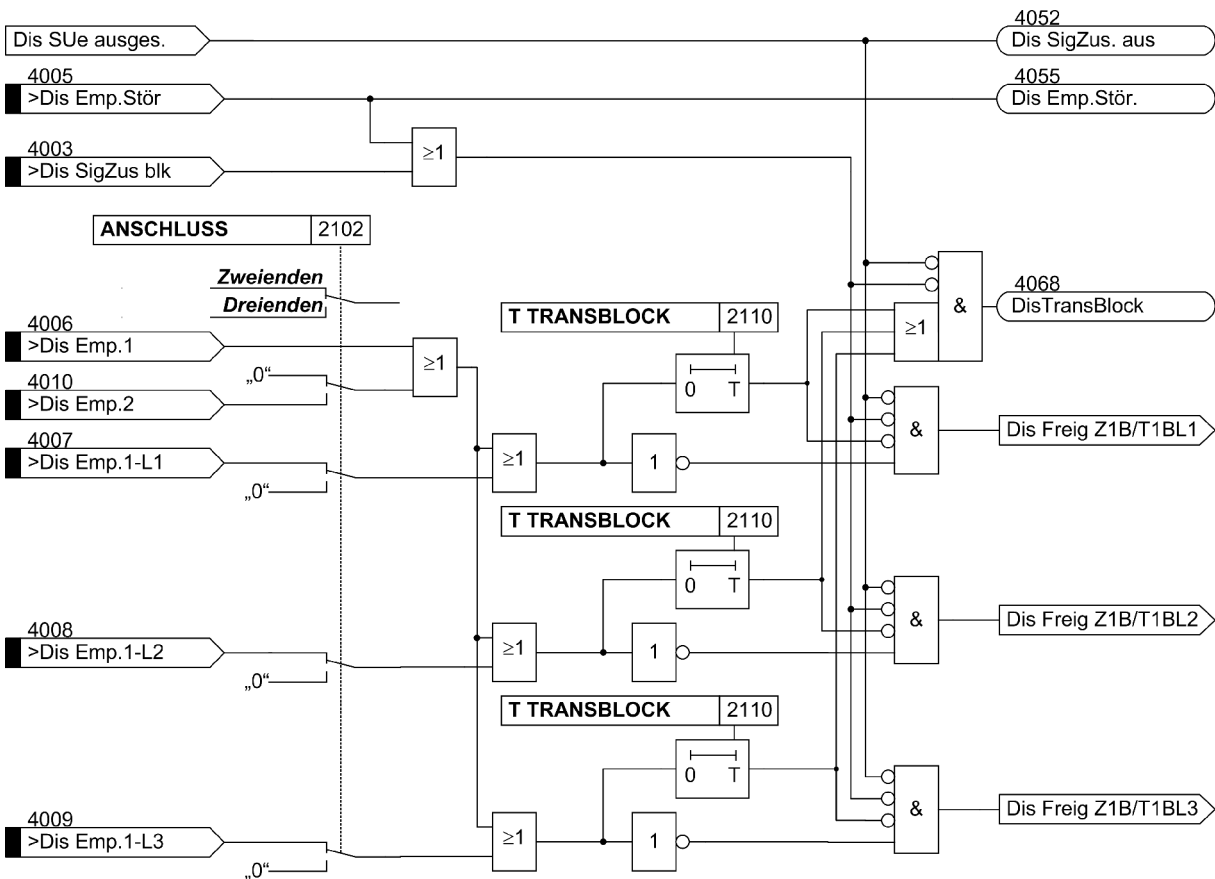 Dis SUe ausges.
4052
Dis SigZus. aus
4005
>Dis Emp.Stör
4055
Dis Emp.Stör.
4003
>Dis SigZus blk
≥1
ANSCHLUSS 2102
Zweienden
Dreienden
4006
>Dis Emp.1
≥1
T TRANSBLOCK 2110
≥1
&
4068
DisTransBlock
„0“
0 T
4010
>Dis Emp.2
4007
>Dis Emp.1-L1
≥1
1
&
Dis Freig Z1B/T1BL1
„0“
T TRANSBLOCK 2110
0 T
4008
>Dis Emp.1-L2
≥1
1
&
Dis Freig Z1B/T1BL2
„0“
T TRANSBLOCK 2110
0 T
4009
>Dis Emp.1-L3
≥1
1
&
Dis Freig Z1B/T1BL3
„0“